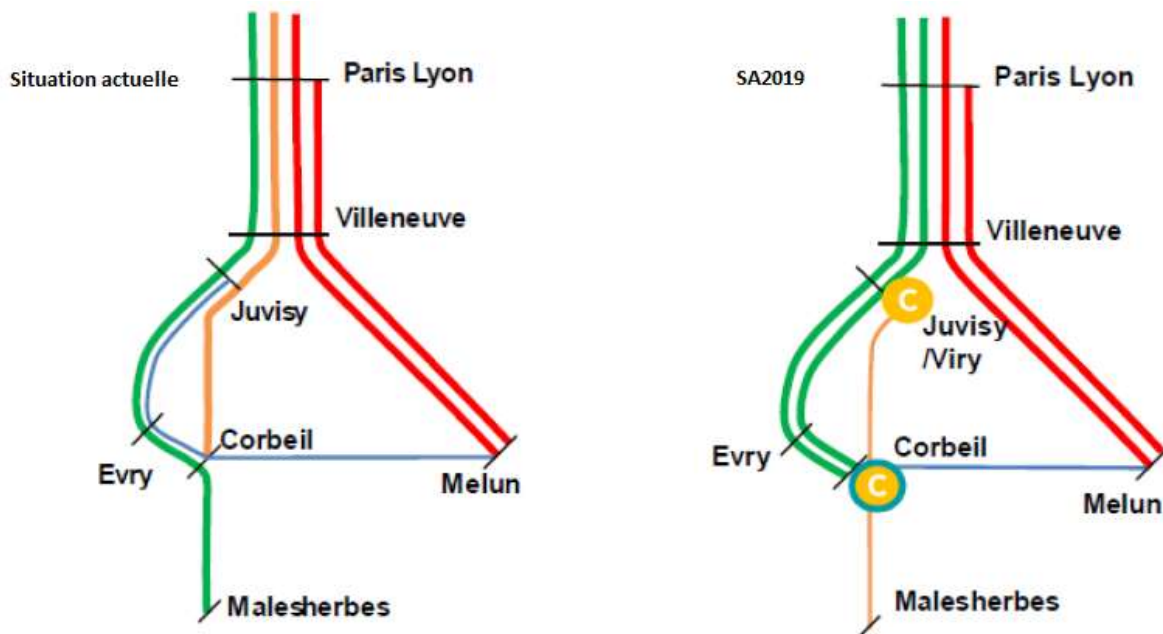 Situation actuelle
Paris Lyon
Villeneuve
Juvisy
Corbeil
Evry
Melun
Malesherbes
SA2019
Paris Lyon
Villeneuve
C
Juvisy
/Viry
Corbeil
Evry
C
Melun
Malesherbes